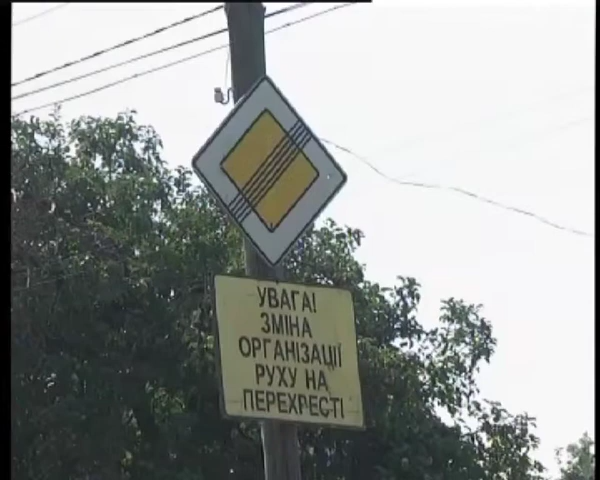 УВАГА!
ЗМІНА
ОРГАНІЗАЦІЇ
РУХУ НА
ПЕРЕХРЕСТІ